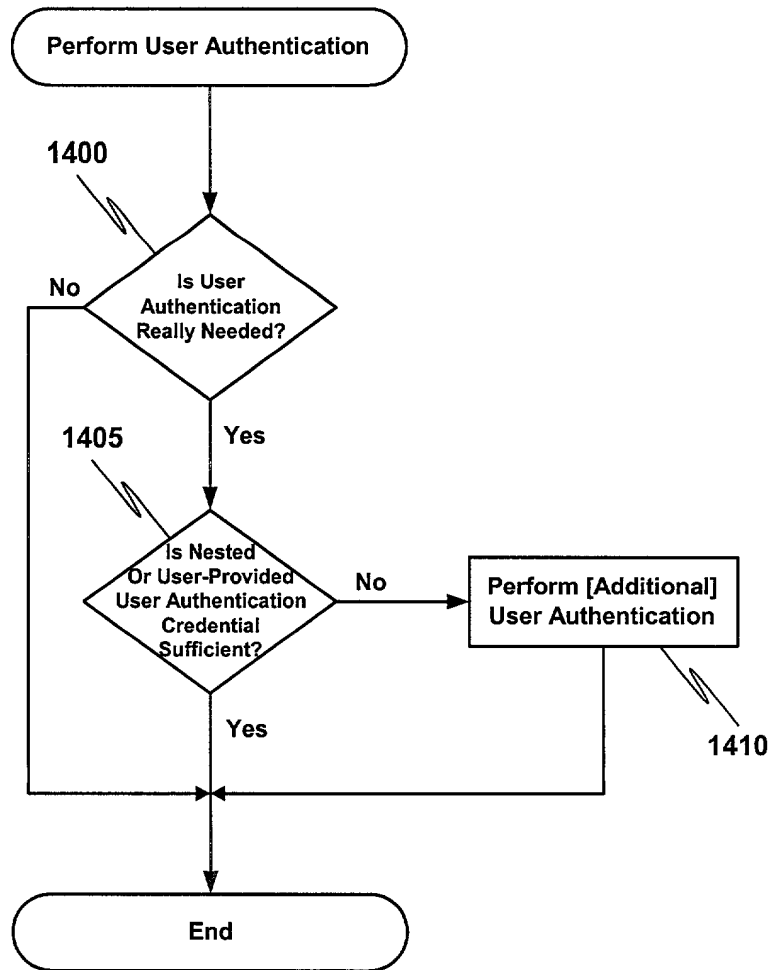 Perform User Authentication
1400
No
Is User
Authentication
Really Needed?
Yes
1405
Is Nested
Or User-Provided
User Authentication
Credential
Sufficient?
No
Perform [Additional]
User Authentication
Yes
1410
End